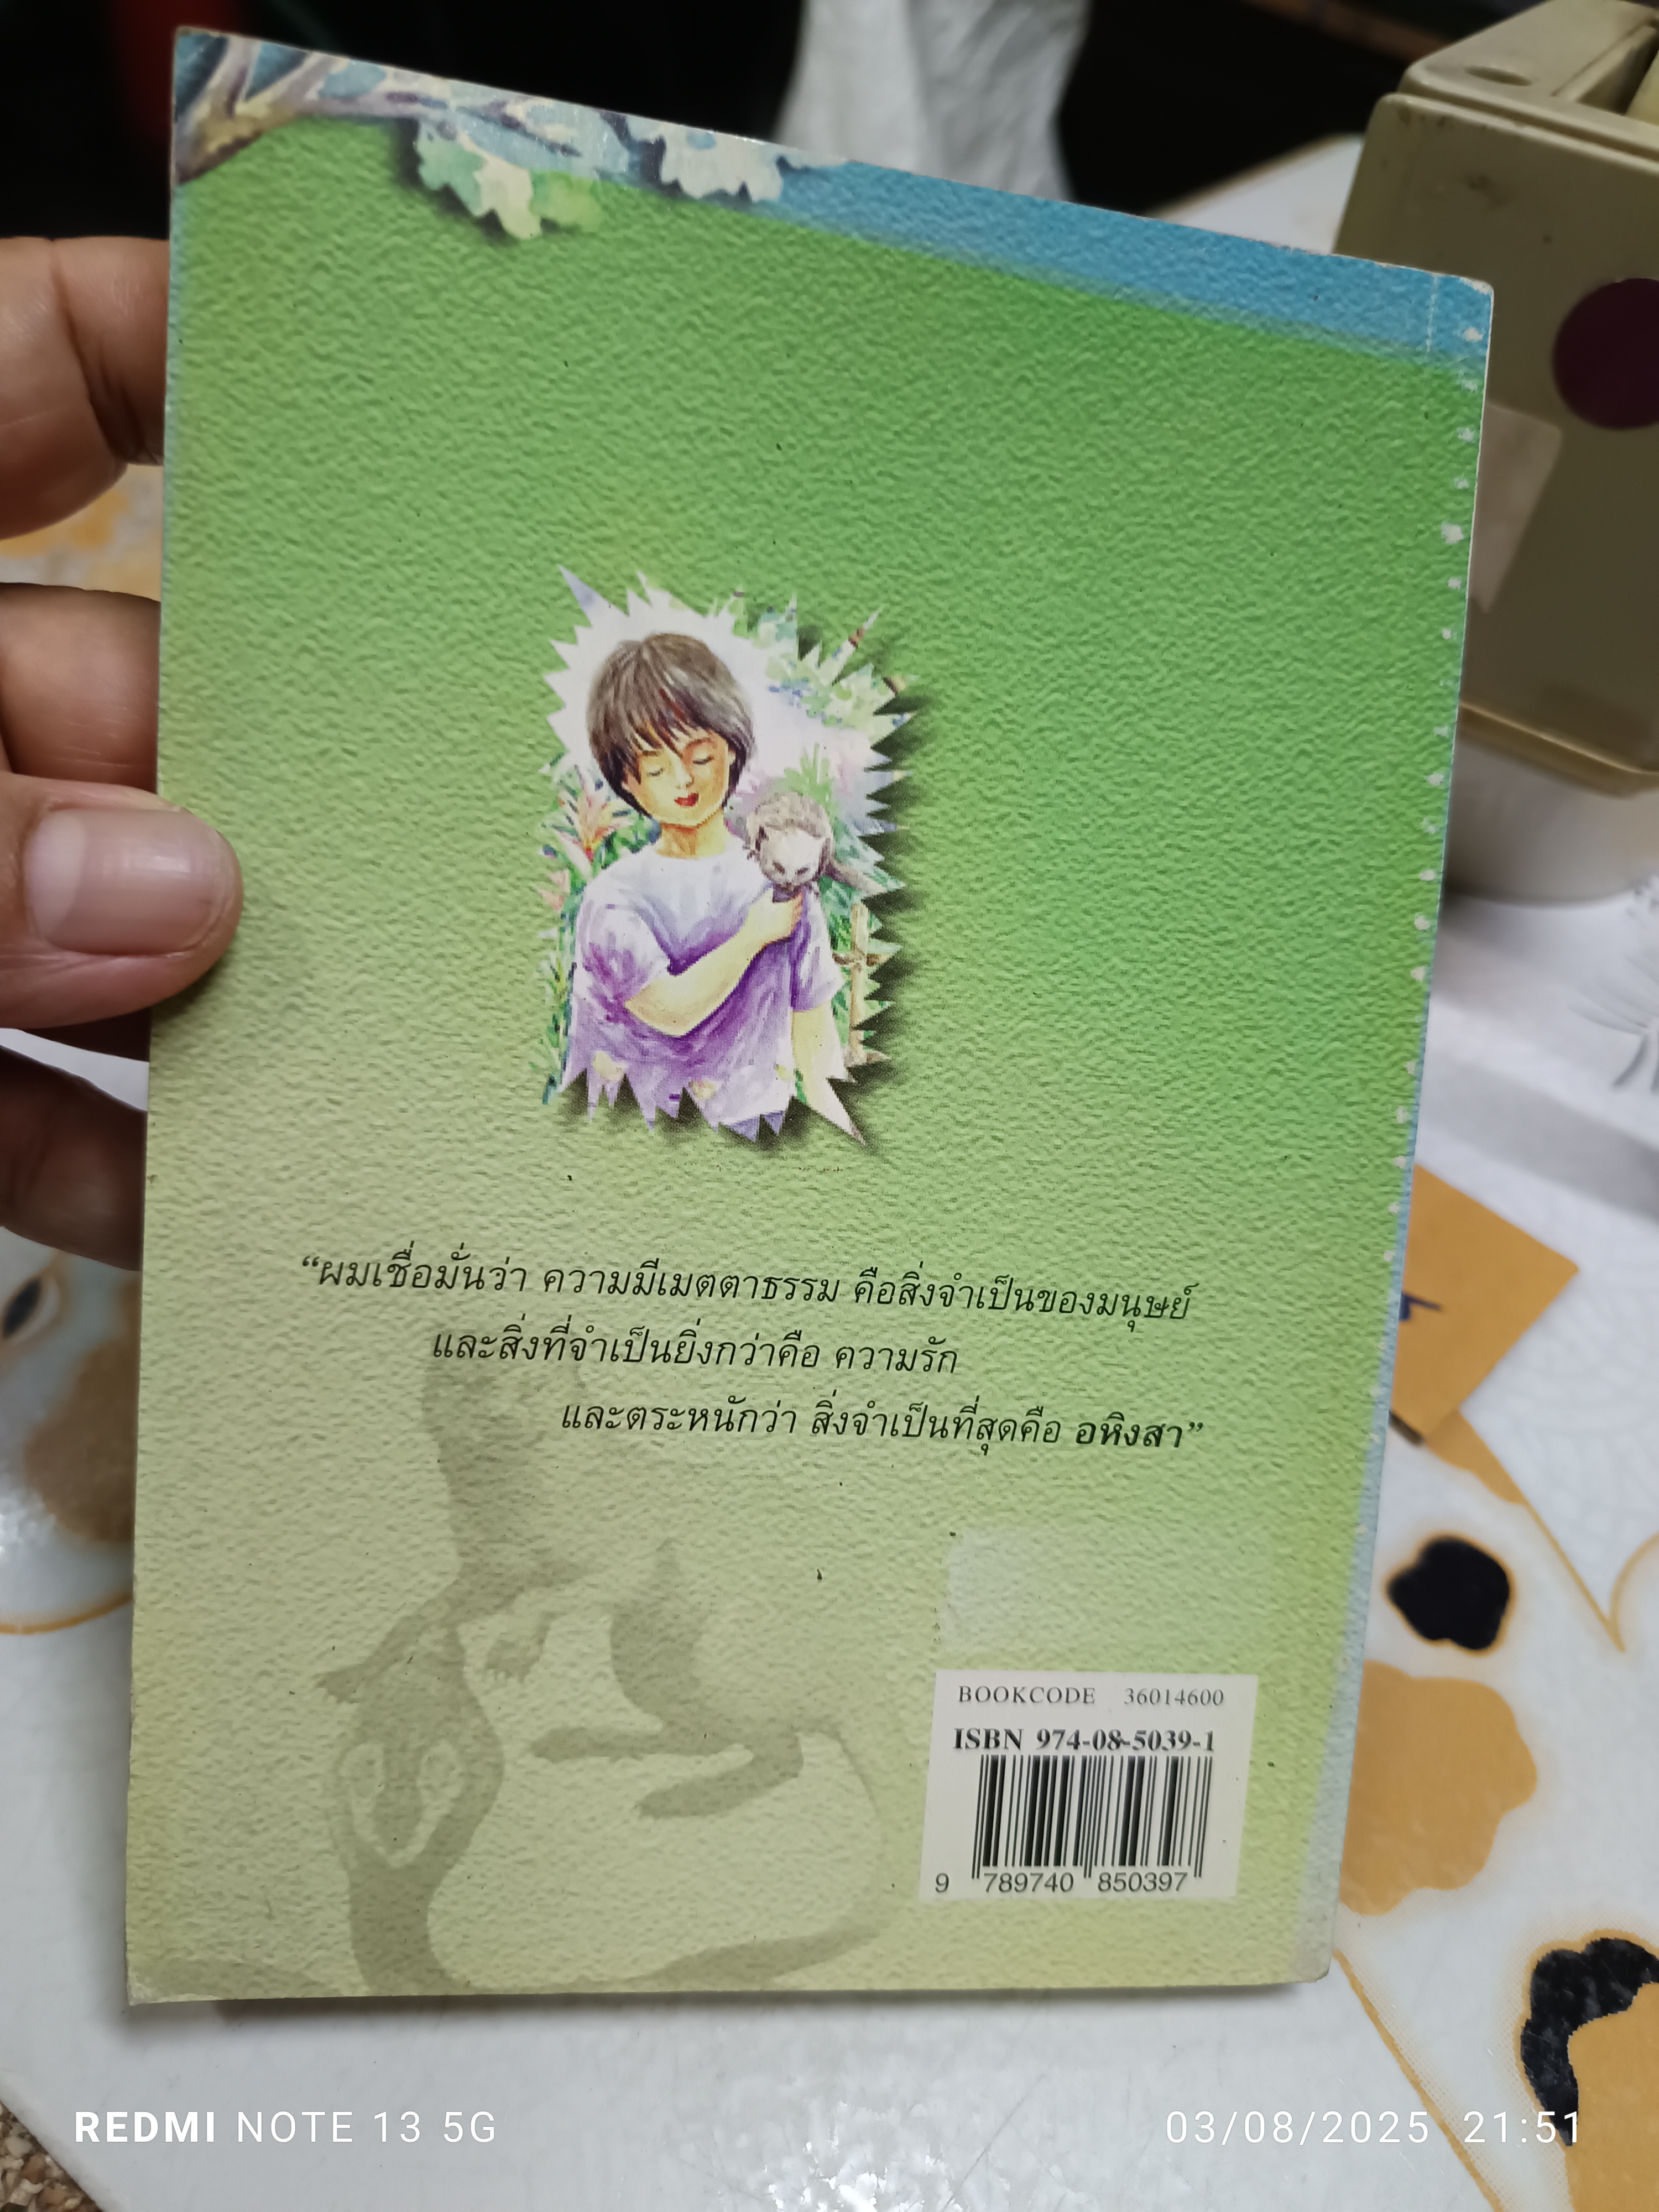 “ผมเชื่อมั่นว่า ความมีเมตตาธรรม คือสิ่งจำเป็นของมนุษย์
และสิ่งที่จำเป็นยิ่งกว่าคือ ความรัก
และตระหนักว่า สิ่งจำเป็นที่สุดคือ อหิงสา”
BOOKCODE 36014600
ISBN 974-08-5039-1
9 789740 850397
REDMI NOTE 13 5G
03/08/2025 21:51